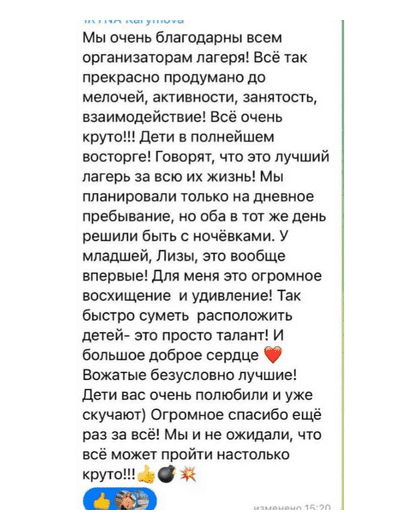 Мы очень благодарны всем
организаторам лагеря! Всё так
прекрасно продумано до
мелочей, активности, занятость,
взаимодействие! Всё очень
круто!!! Дети в полнейшем
восторге! Говорят, что это лучший
лагерь за всю их жизнь! Мы
планировали только на дневное
пребывание, но оба в тот же день
решили быть с ночёвками. У
младшей, Лизы, это вообще
впервые! Для меня это огромное
восхищение  и удивление! Так
быстро суметь  расположить
детей- это просто талант! И
большое доброе сердце ❤️
Вожатые безусловно лучшие!
Дети вас очень полюбили и уже
скучают) Огромное спасибо ещё
раз за всё! Мы и не ожидали, что
всё может пройти настолько
круто!!!👍💣💥
изменено 15:20